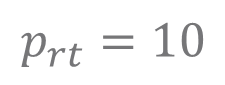 p_rt = 10